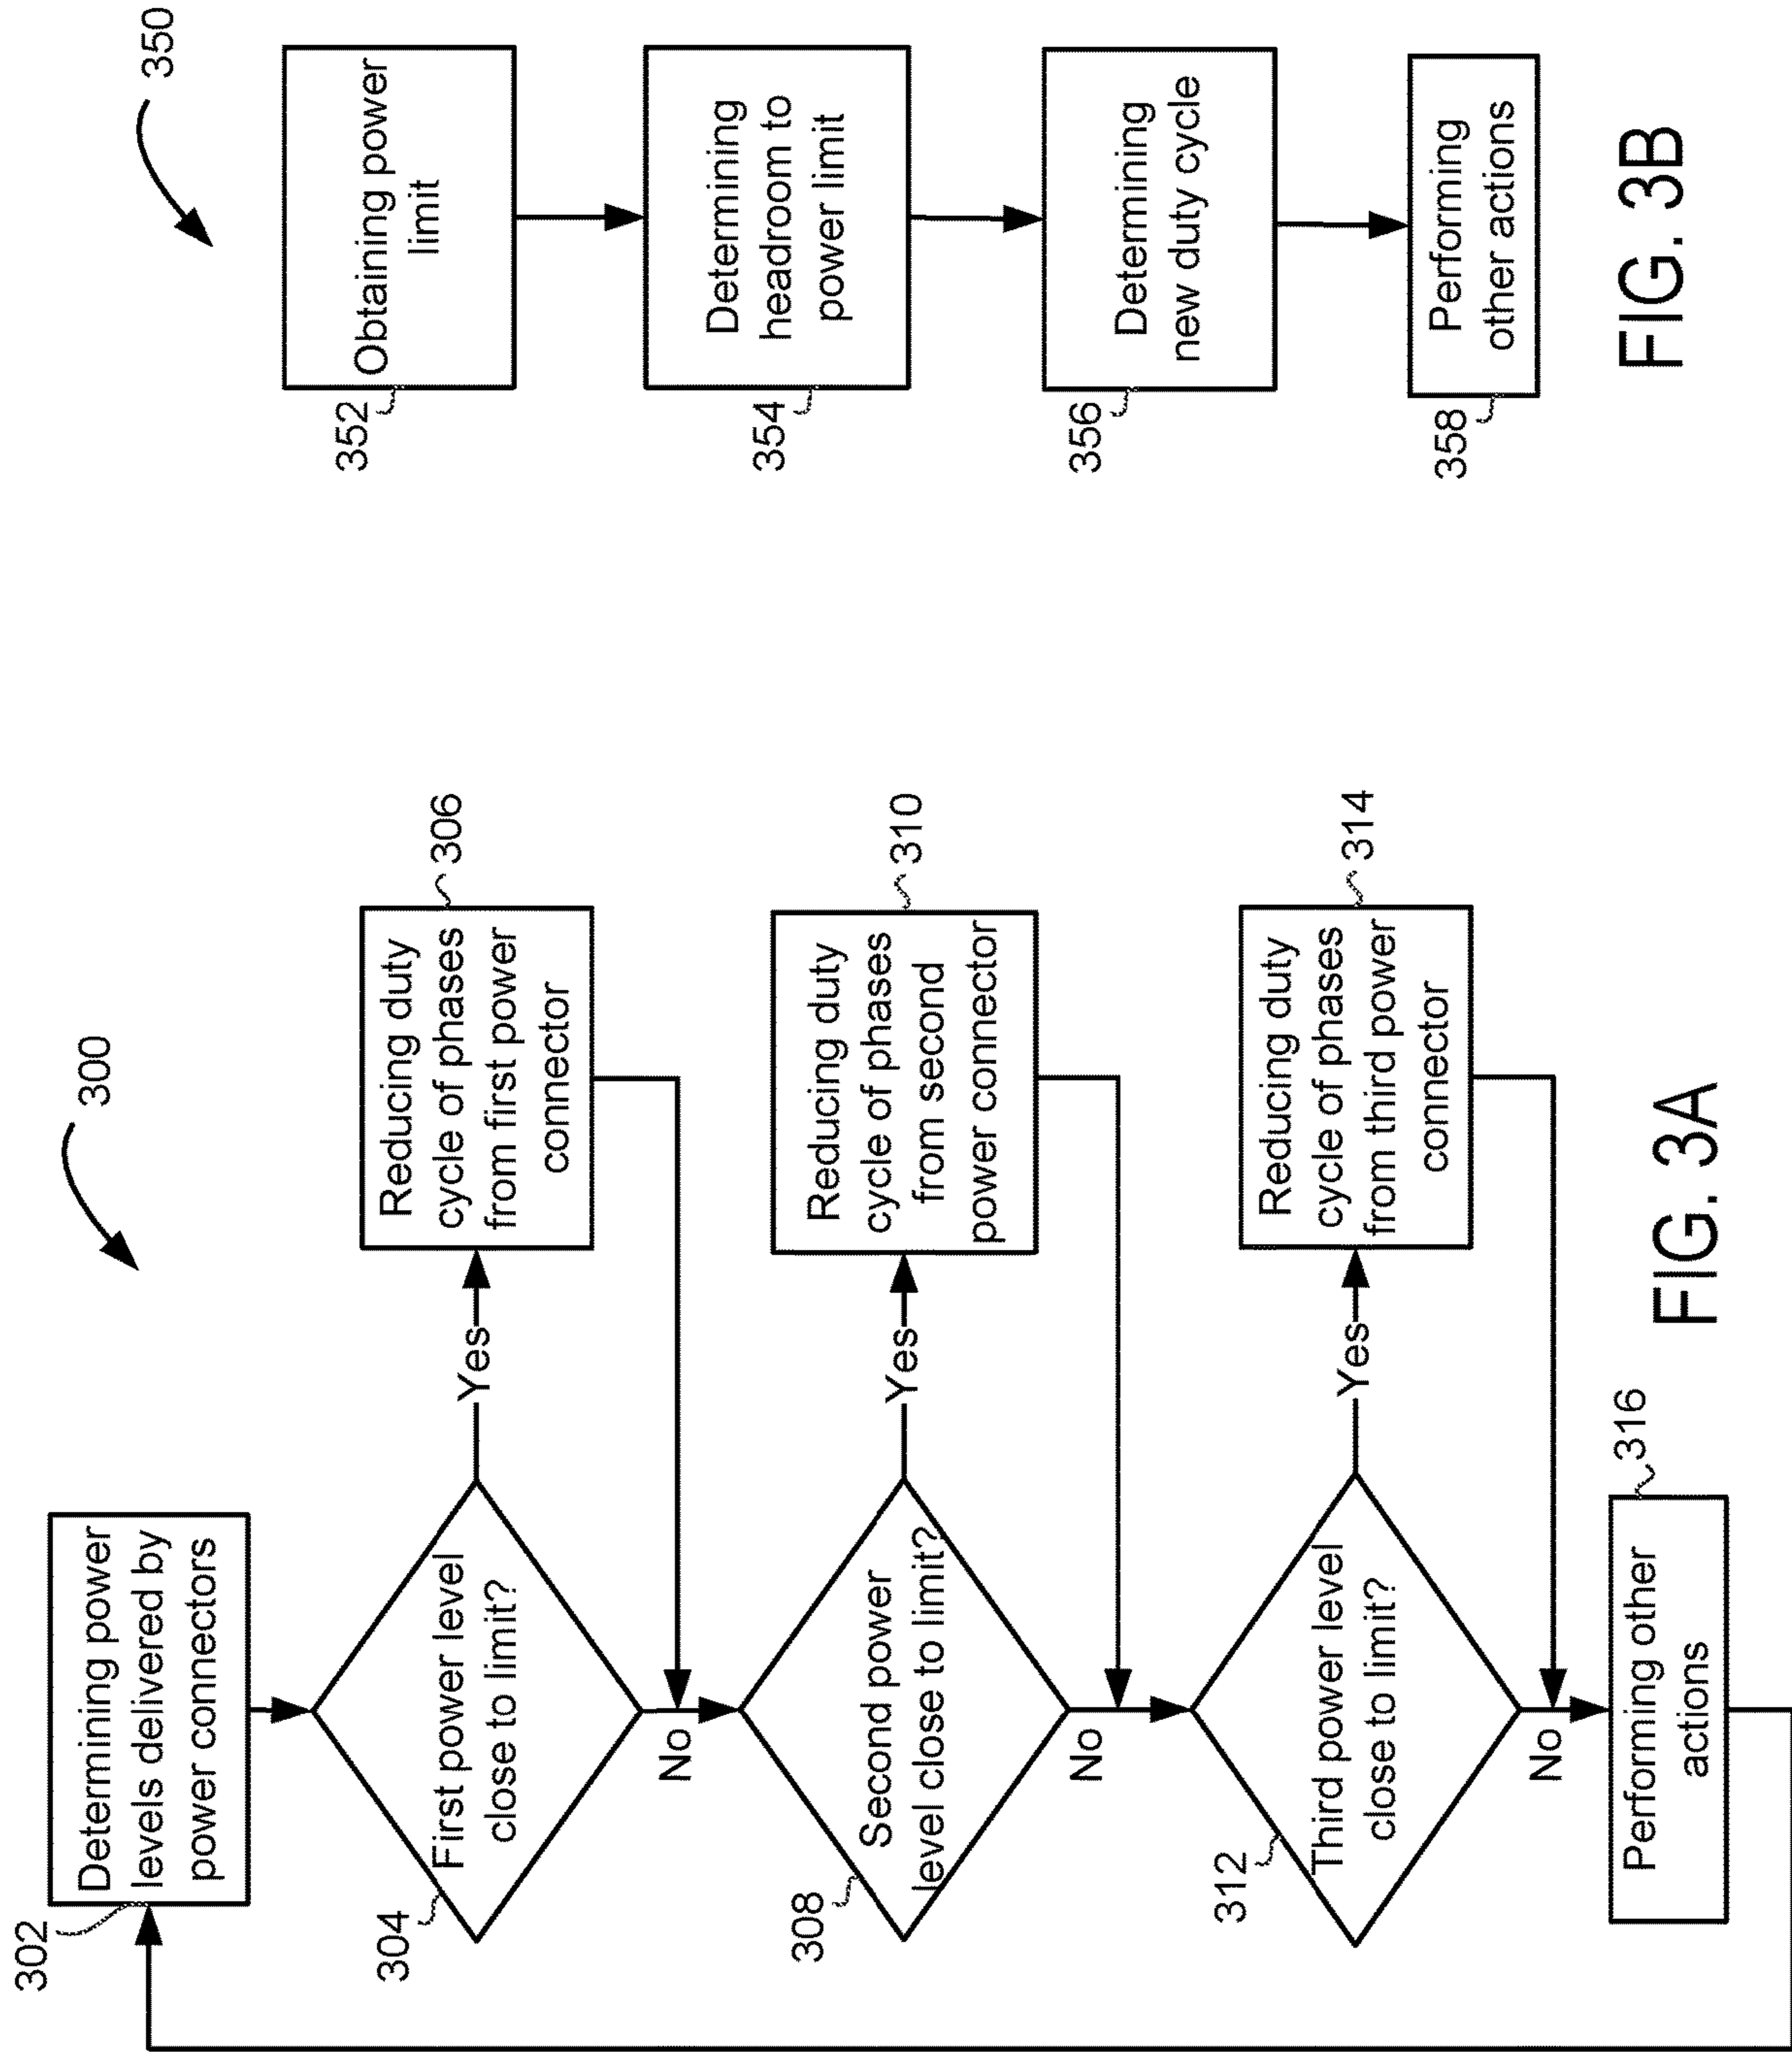 300
302
Determining power
levels delivered by
power connectors
304
First power level
close to limit?
Yes
306
Reducing duty
cycle of phases
from first power
connector
No
308
Second power
level close to limit?
Yes
310
Reducing duty
cycle of phases
from second
power connector
No
312
Third power level
close to limit?
Yes
314
Reducing duty
cycle of phases
from third power
connector
No
316
Performing other
actions
FIG. 3A
350
352
Obtaining power
limit
354
Determining
headroom to
power limit
356
Determining
new duty cycle
358
Performing
other actions
FIG. 3B